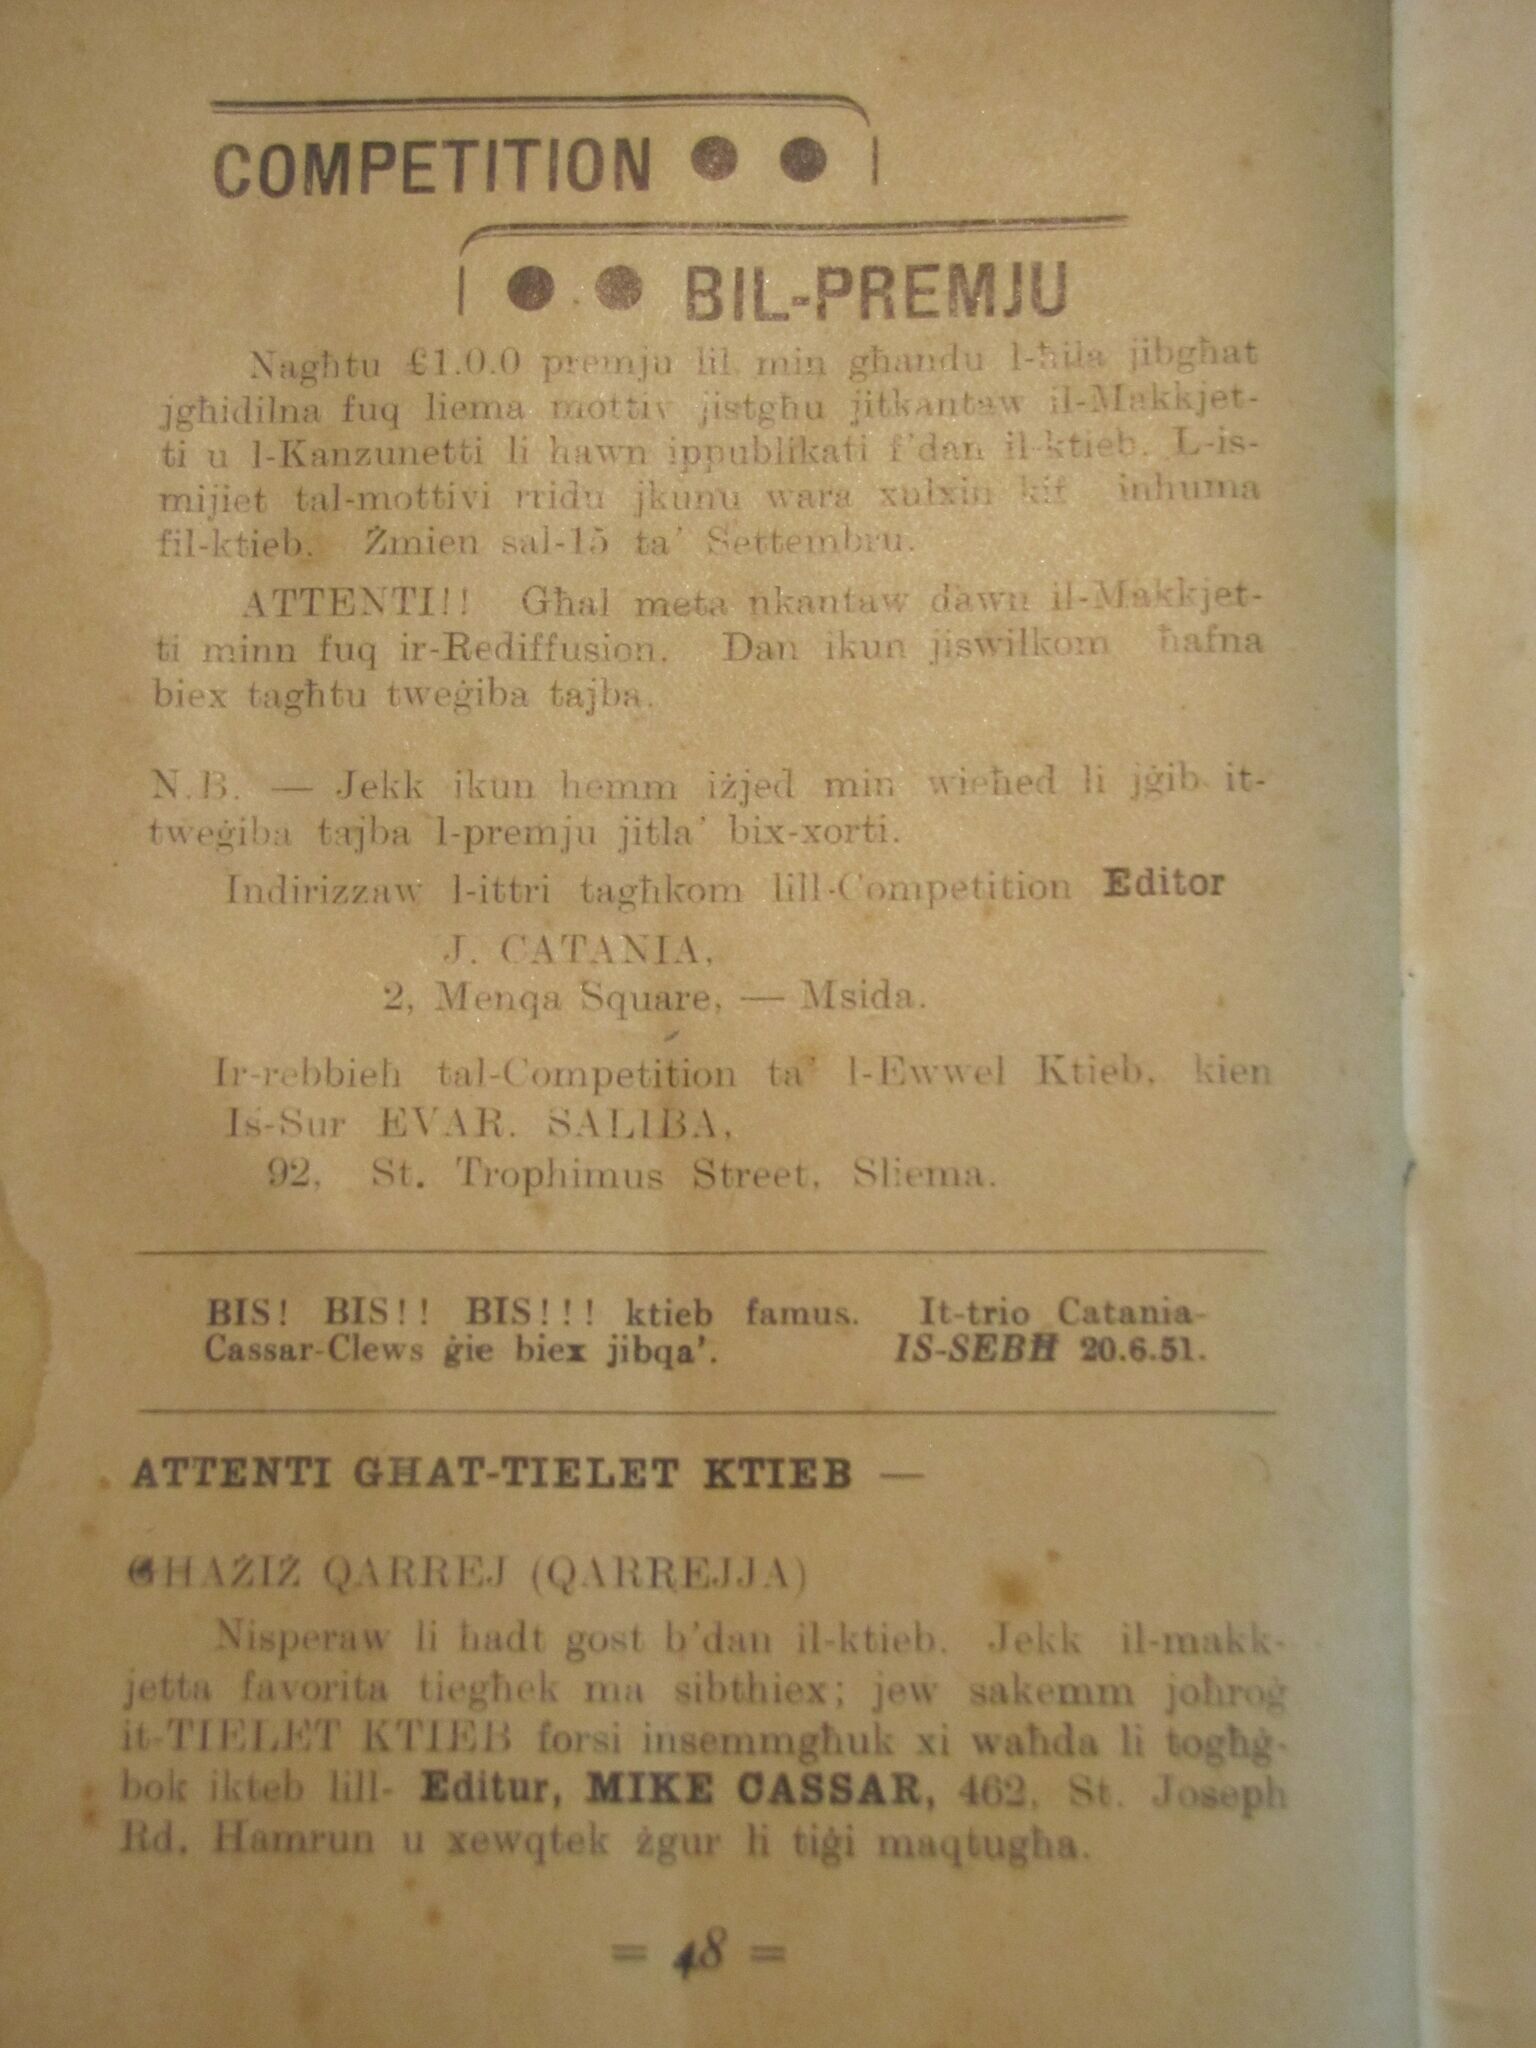 COMPETITION
BIL-PREMJU
Nagħtu £1.0.0 premju lil min għandu l-ħila jibgħat
jgħidilna fuq liema mottiv jistgħu jitkantaw il-Makkjet-
ti u l-Kanzunetti li hawn ippublikati f'dan il-ktieb. L-is-
mijiet tal-mottivi rridu jkunu wara xulxin kif inhuma
fil-ktieb. Żmien sal-15 ta' Settembru.
ATTENTI!! Għal meta nkantaw dawn il-Makkjet-
ti minn fuq ir-Rediffusion. Dan ikun jiswilkom ħafna
biex tagħtu tweġiba tajba.
N.B. — Jekk ikun hemm iżjed min wieħed li jġib it-
tweġiba tajba l-premju jitla' bix-xorti.
Indirizzaw l-ittri tagħkom lill-Competition Editor
J. CATANIA,
2, Menqa Square, — Msida.
Ir-rebbieħ tal-Competition ta' l-Ewwel Ktieb, kien
Is-Sur EVAR. SALIBA,
92, St. Trophimus Street, Sliema.
BIS! BIS!! BIS!!! ktieb famus. It-trio Catania-
Cassar-Clews ġie biex jibqa'. IS-SEBĦ 20.6.51.
ATTENTI GĦAT-TIELET KTIEB —
GĦAŻIŻ QARREJ (QARREJJA)
Nisperaw li ħadt gost b'dan il-ktieb. Jekk il-makk-
jetta favorita tiegħek ma sibthiex; jew sakemm joħroġ
it-TIELET KTIEB forsi insemmgħuk xi waħda li togħġ-
bok ikteb lill- Editur, MIKE CASSAR, 462, St. Joseph
Rd, Hamrun u xewqtek żgur li tiġi maqtugħa.
= 48 =